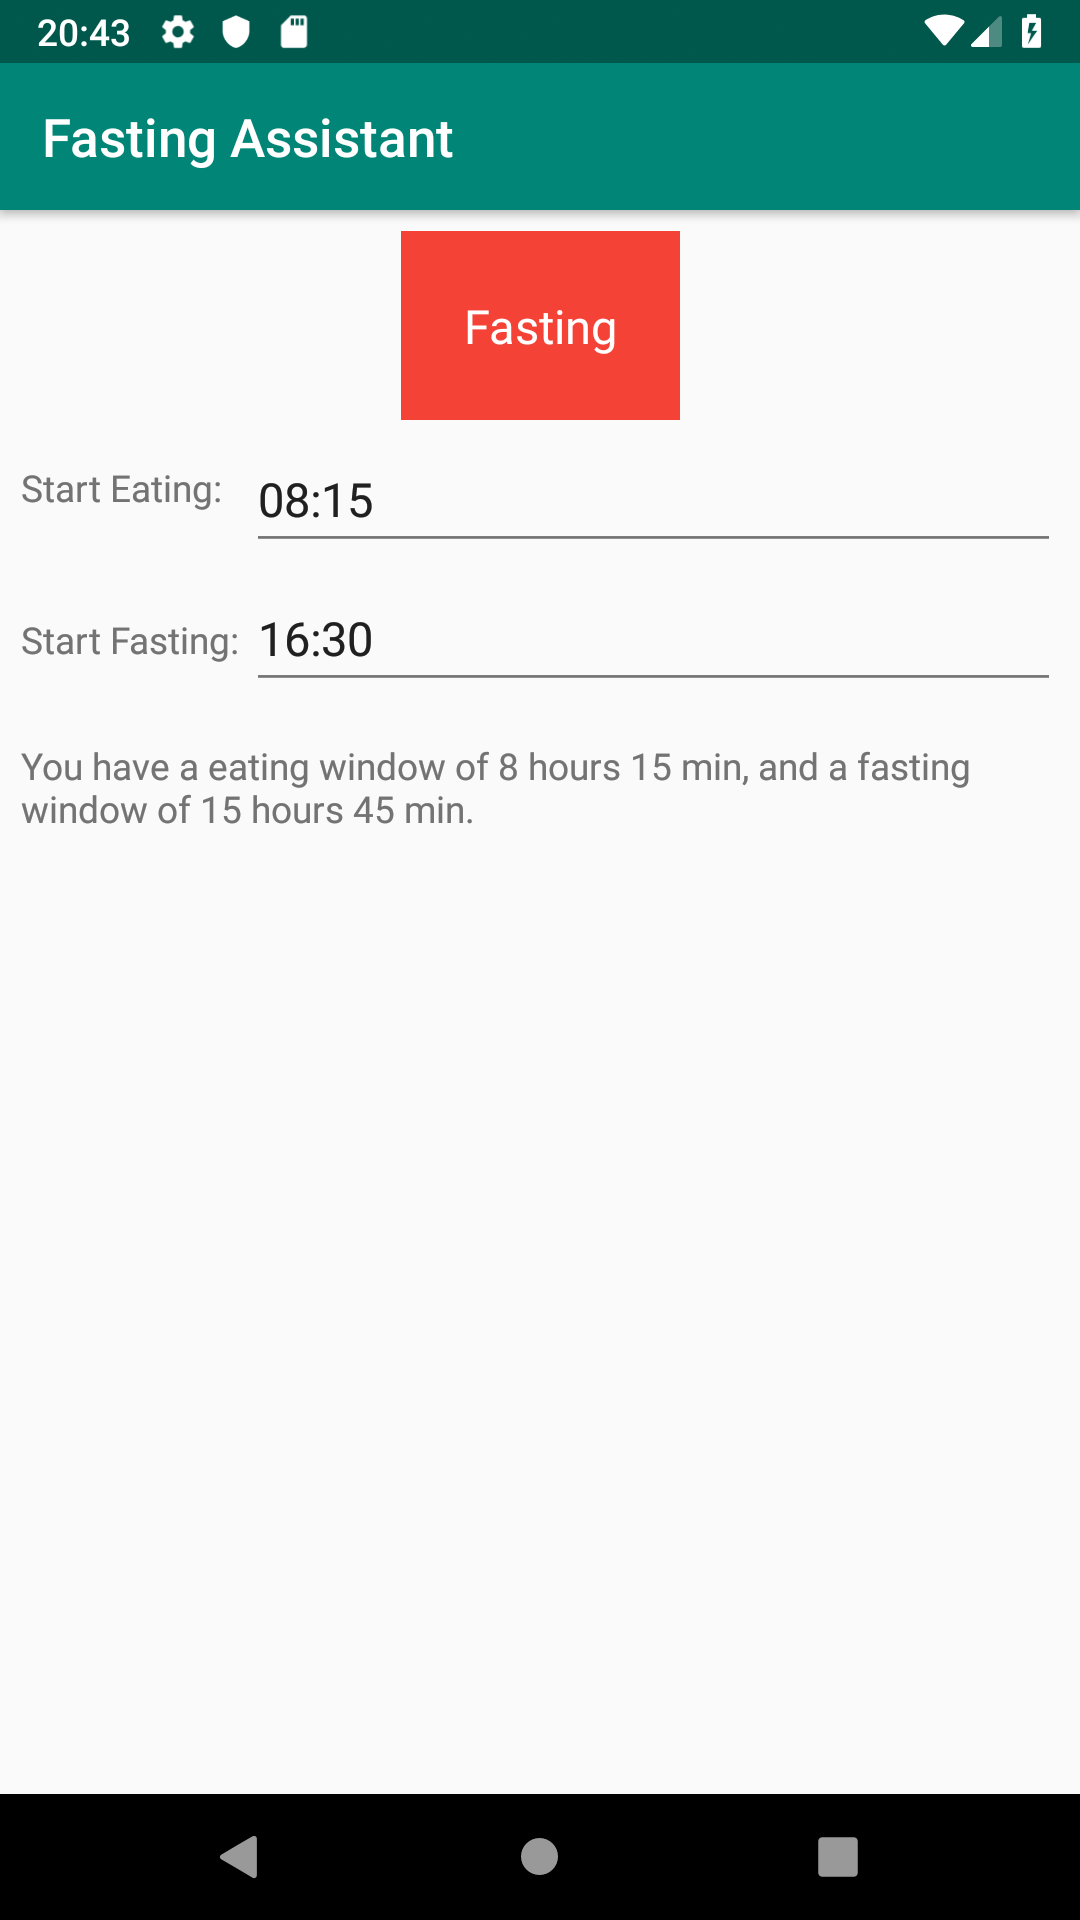 20:43
Fasting Assistant
Fasting
Start Eating: 08:15
Start Fasting: 16:30
You have a eating window of 8 hours 15 min, and a fasting
window of 15 hours 45 min.